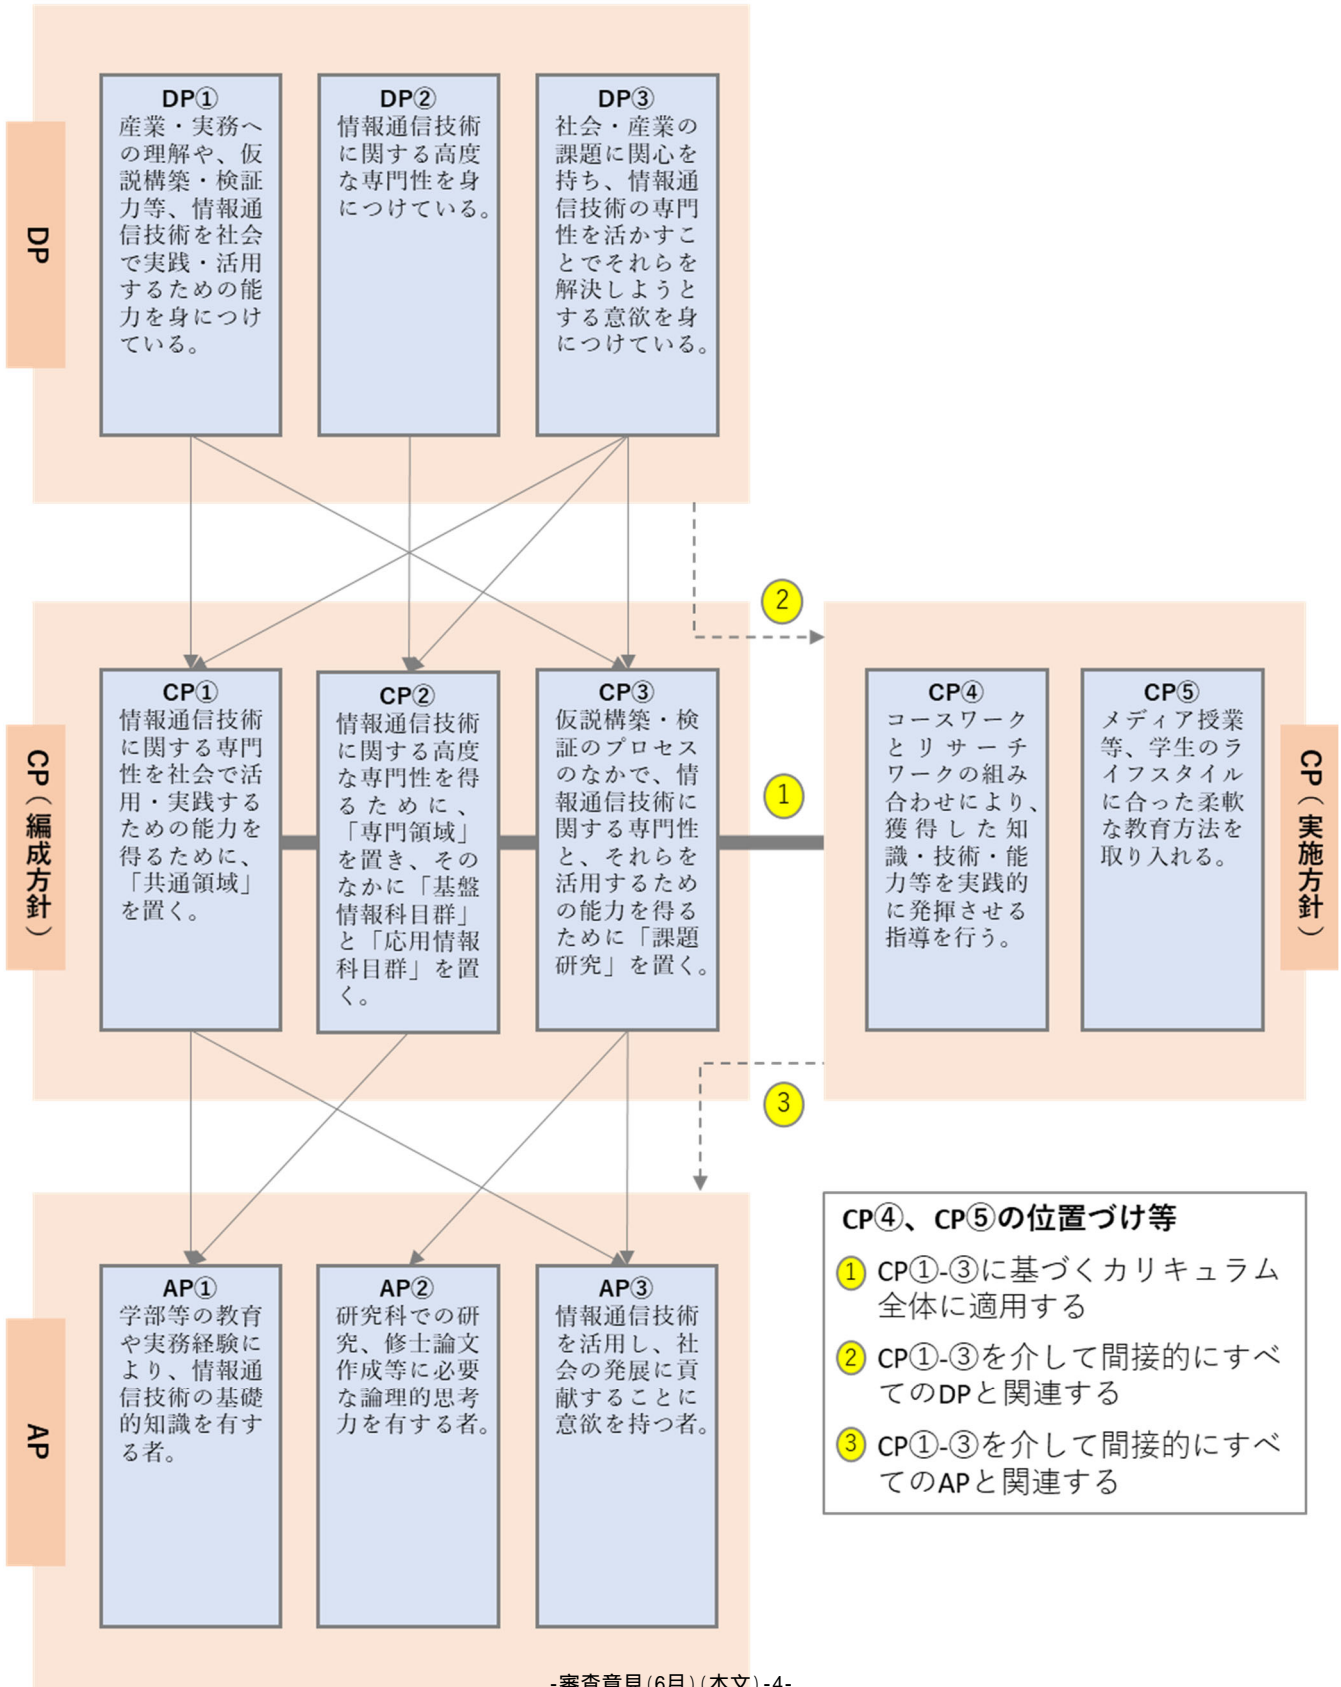 DP
DP①
産業・実務へ
の理解や、仮
説構築・検証
力等、情報通
信技術を社会
で実践・活用
するための能
力を身につけ
ている。
DP②
情報通信技術
に関する高度
な専門性を身
につけている。
DP③
社会・産業の
課題に関心を
持ち、情報通
信技術の専門
性を活かすこ
とでそれらを
解決しようと
する意欲を身
につけている。
2
CP（編成方針）
CP①
情報通信技術
に関する専門
性を社会で活
用・実践する
ための能力を
得るために、
「共通領域」
を置く。
CP②
情報通信技術
に関する高度
な専門性を得
るために、
「専門領域」
を置き、その
なかに「基盤
情報科目群」
と「応用情報
科目群」を置
く。
CP③
仮説構築・検
証のプロセス
のなかで、情
報通信技術に
関する専門性
と、それらを
活用するため
の能力を得る
ために「課題
研究」を置く。
1
CP④
コースワーク
とリサーチ
ワークの組み
合わせにより、
獲得した知
識・技術・能
力等を実践的
に発揮させる
指導を行う。
CP⑤
メディア授業
等、学生のラ
イフスタイル
に合った柔軟
な教育方法を
取り入れる。
CP（実施方針）
3
AP
AP①
学部等の教育
や実務経験に
より、情報通
信技術の基礎
的知識を有す
る者。
AP②
研究科での研
究、修士論文
作成等に必要
な論理的思考
力を有する者。
AP③
情報通信技術
を活用し、社
会の発展に貢
献することに
意欲を持つ者。
CP④、CP⑤の位置づけ等
1 CP①-③に基づくカリキュラム
全体に適用する
2 CP①-③を介して間接的にすべ
てのDPと関連する
3 CP①-③を介して間接的にすべ
てのAPと関連する
-審査意見(6月)(本文)-4-